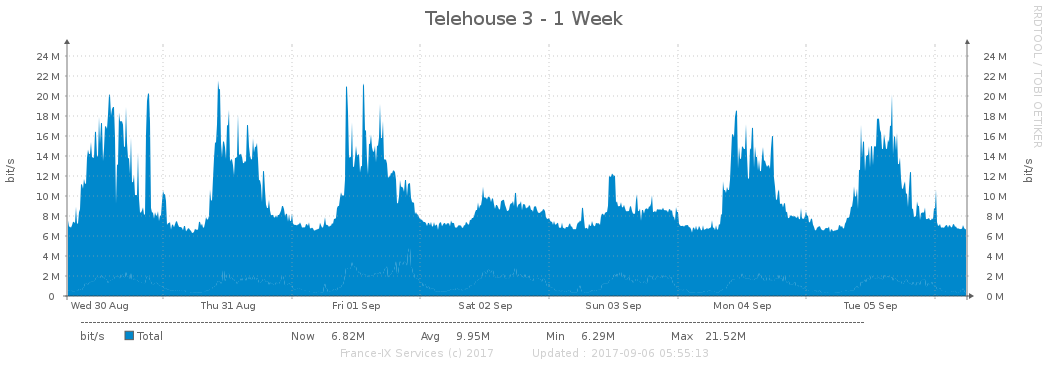 Telehouse 3 - 1 Week
RRDTOOL / TOBI OETIKER
bit/s
24 M 24 M
22 M 22 M
20 M 20 M
18 M 18 M
16 M 16 M
14 M 14 M
12 M 12 M
10 M 10 M
8 M 8 M
6 M 6 M
4 M 4 M
2 M 2 M
0 0 M
bit/s
Wed 30 Aug Thu 31 Aug Fri 01 Sep Sat 02 Sep Sun 03 Sep Mon 04 Sep Tue 05 Sep
bit/s Total Now 6.82M Avg 9.95M Min 6.29M Max 21.52M
France-IX Services (c) 2017 Updated : 2017-09-06 05:55:13